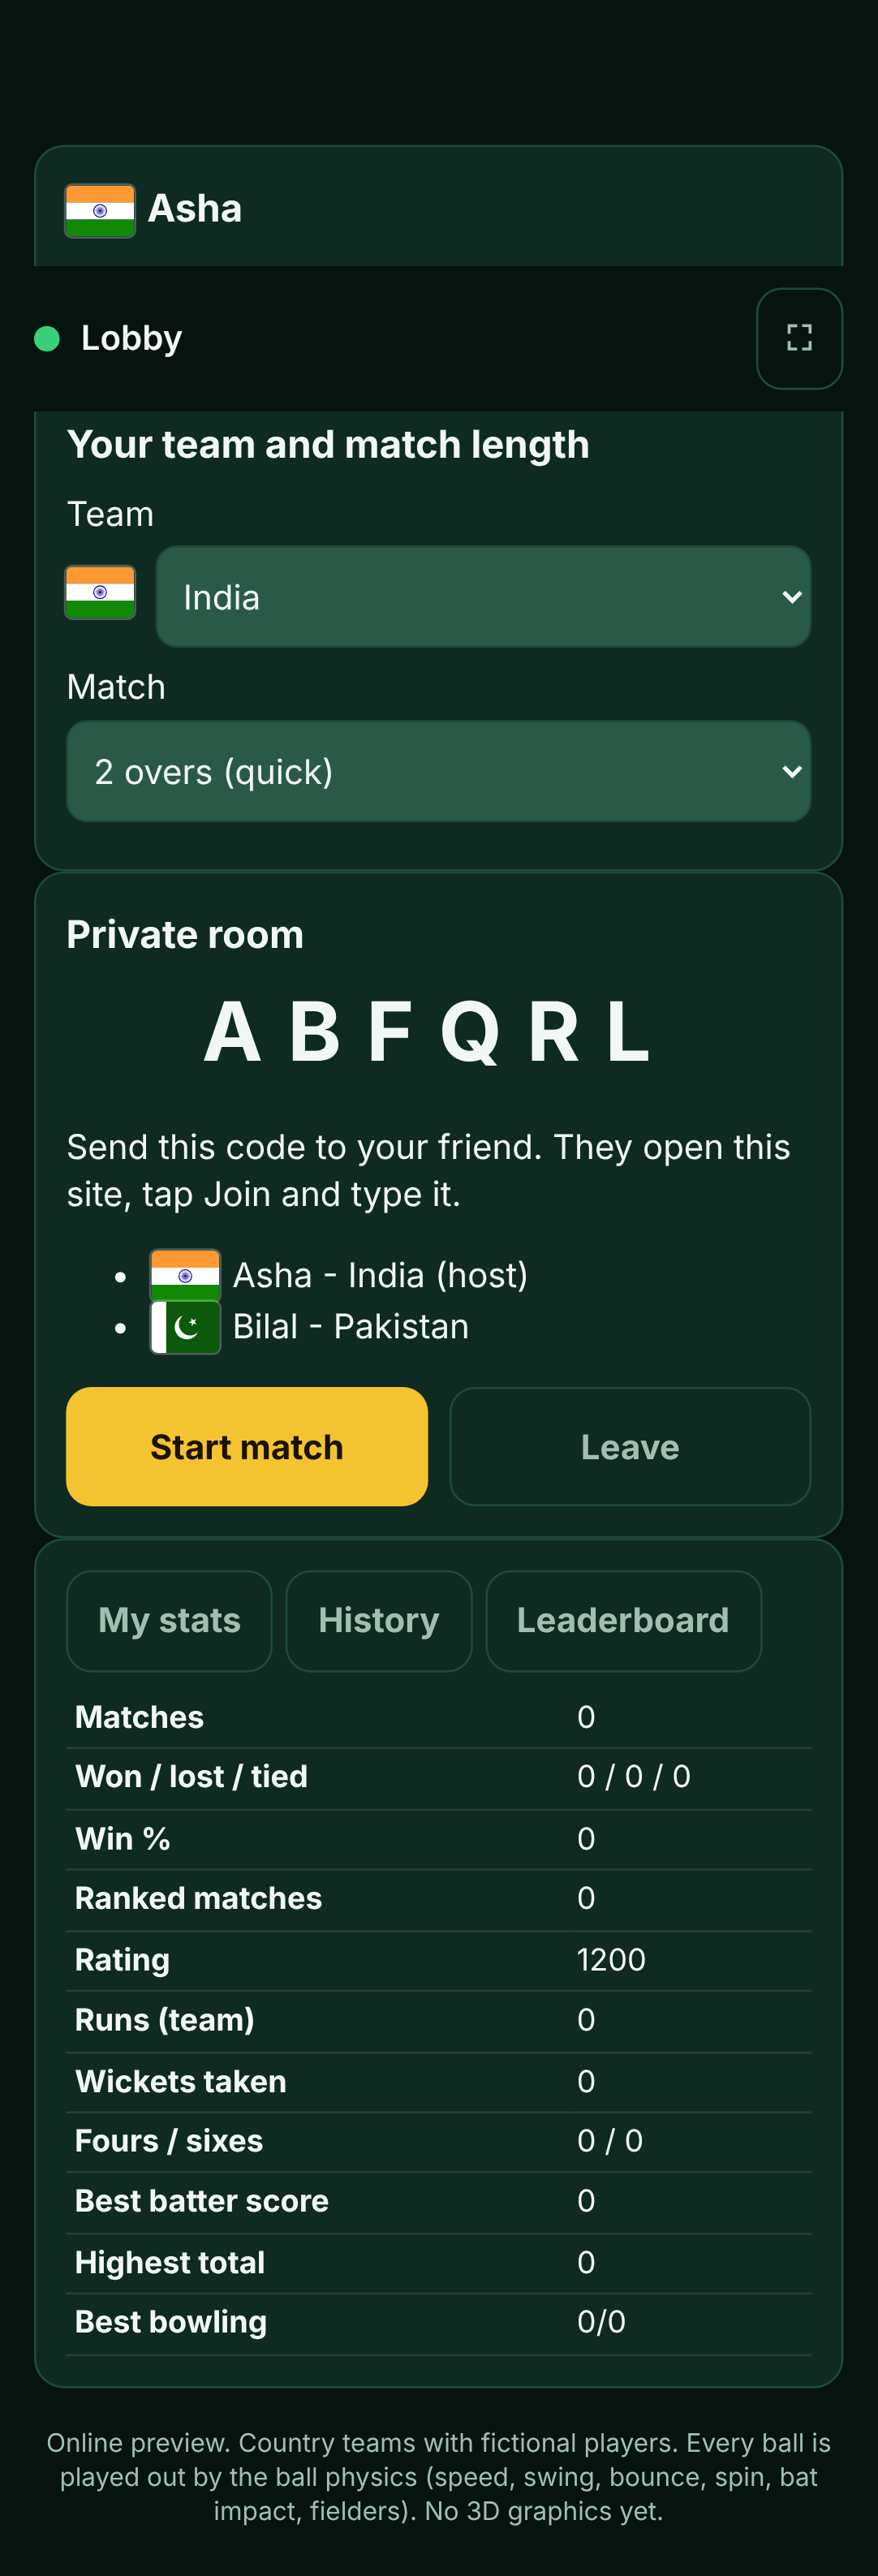 Asha
Lobby
Your team and match length
Team
India
Match
2 overs (quick)
Private room
ABFQRL
Send this code to your friend. They open this
site, tap Join and type it.
Asha - India (host)
Bilal - Pakistan
Start match
Leave
My stats
History
Leaderboard
Matches 0
Won / lost / tied 0 / 0 / 0
Win % 0
Ranked matches 0
Rating 1200
Runs (team) 0
Wickets taken 0
Fours / sixes 0 / 0
Best batter score 0
Highest total 0
Best bowling 0/0
Online preview. Country teams with fictional players. Every ball is
played out by the ball physics (speed, swing, bounce, spin, bat
impact, fielders). No 3D graphics yet.